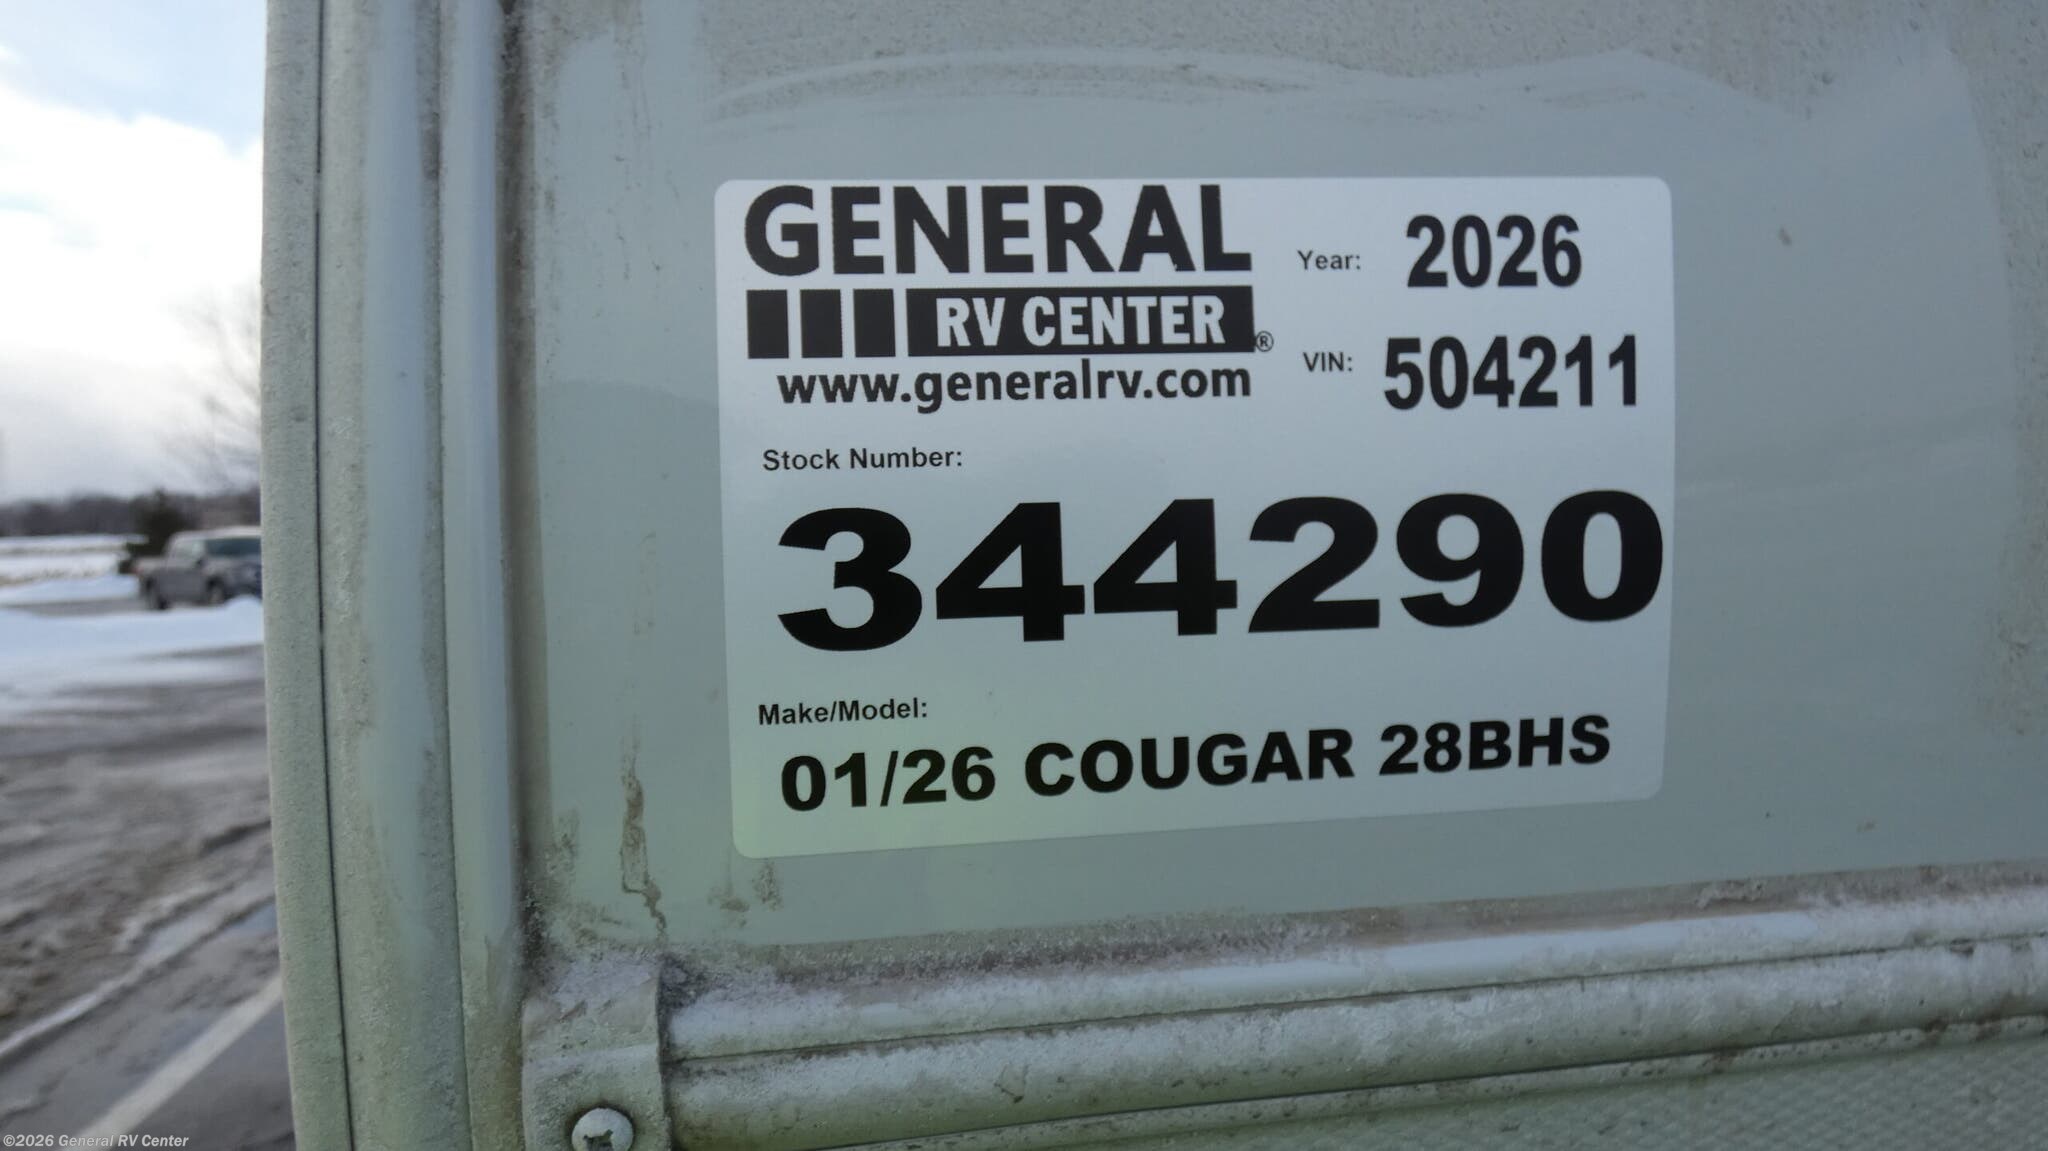 GENERAL
RV CENTER®
www.generalrv.com
Year: 2026
VIN: 504211
Stock Number:
344290
Make/Model:
01/26 COUGAR 28BHS
©2026 General RV Center